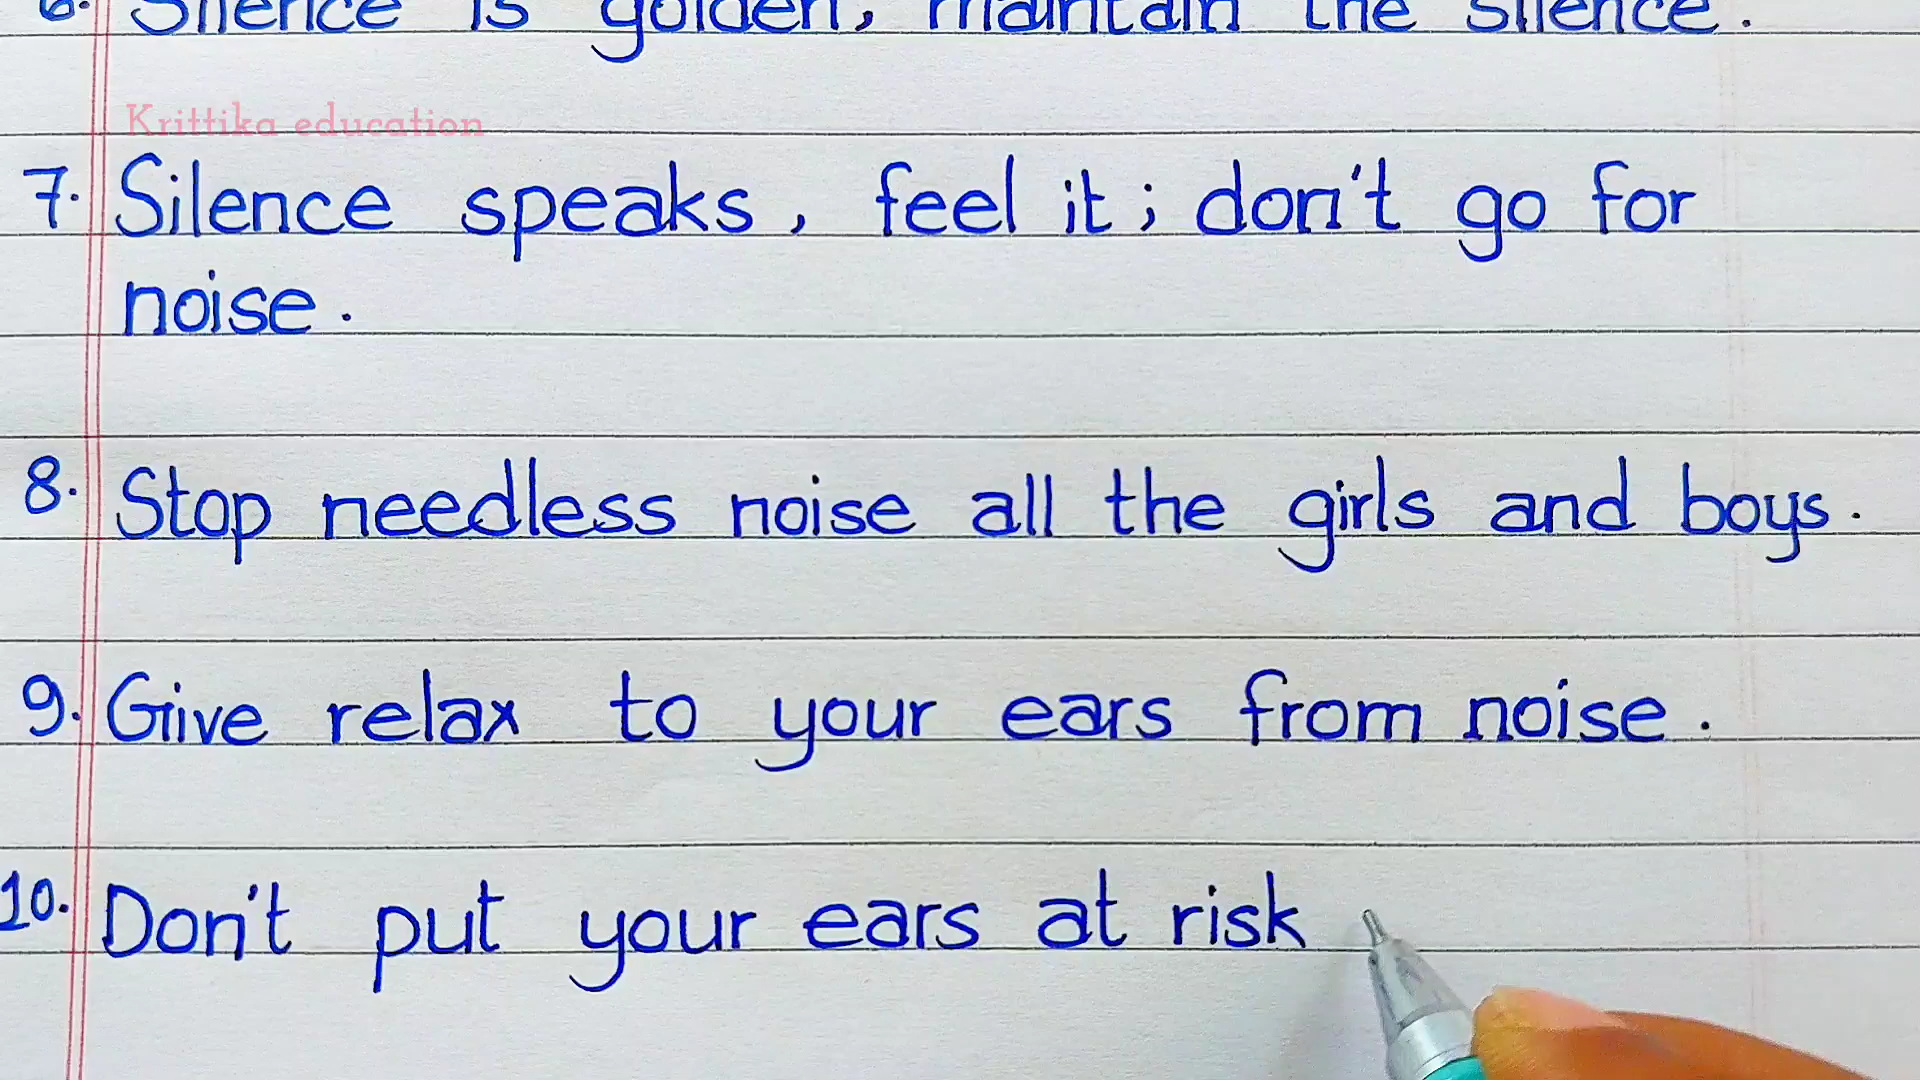 6. Silence is golden, maintain the silence.
Krittika education
7. Silence speaks, feel it; don't go for
noise.
8. Stop needless noise all the girls and boys.
9. Give relax to your ears from noise.
10. Don't put your ears at risk